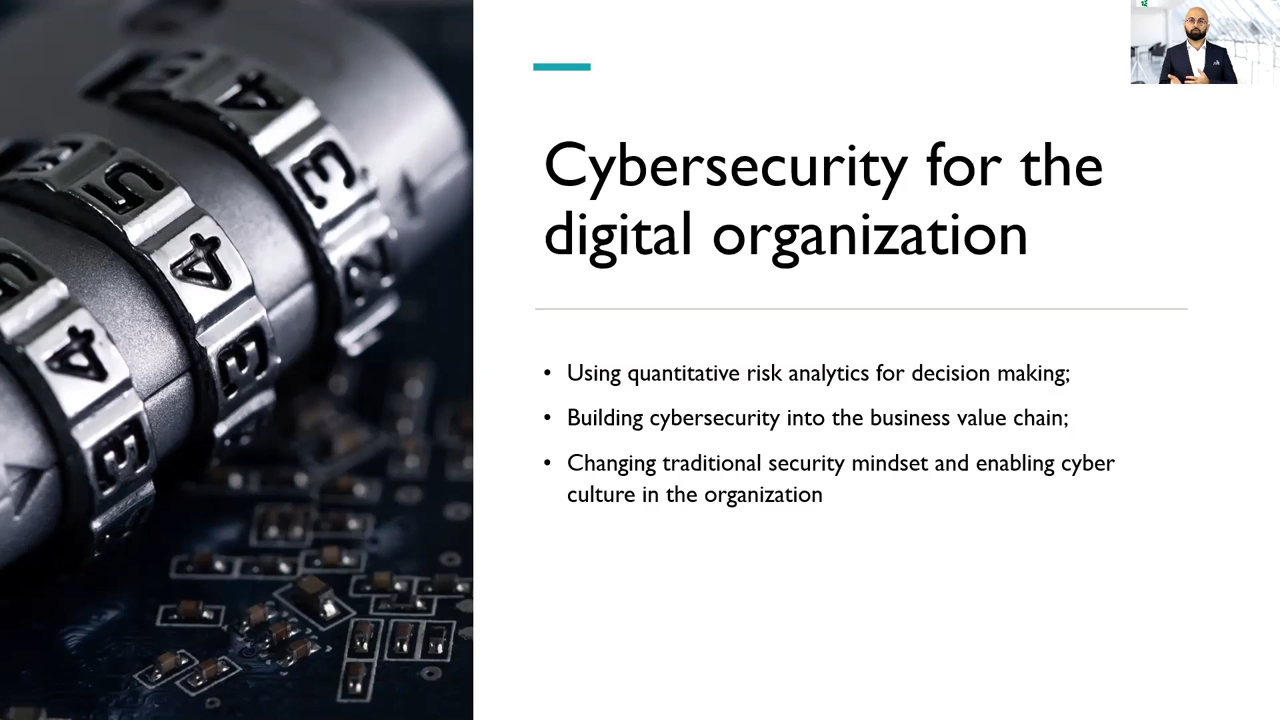 Cybersecurity for the
digital organization
• Using quantitative risk analytics for decision making;
• Building cybersecurity into the business value chain;
• Changing traditional security mindset and enabling cyber
culture in the organization